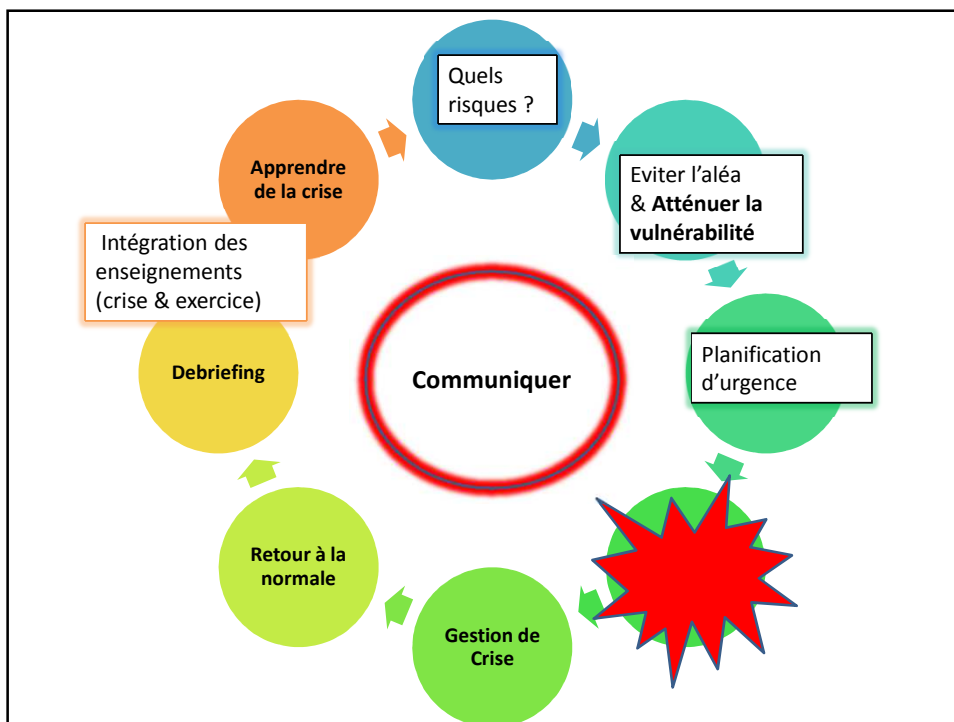 Quels
risques ?
Eviter l'aléa
& Atténuer la
vulnérabilité
Planification
d'urgence
Gestion de
Crise
Retour à la
normale
Debriefing
Intégration des
enseignements
(crise & exercice)
Apprendre
de la crise
Communiquer